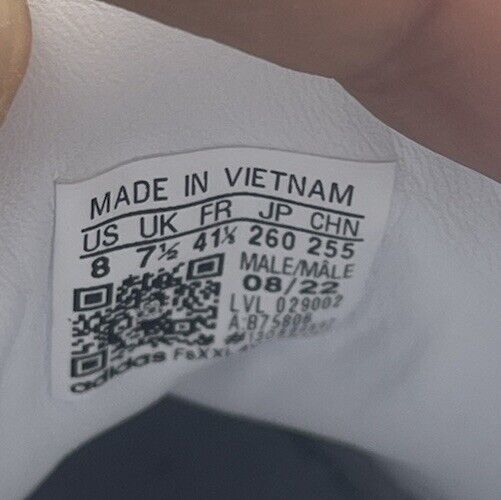 MADE IN VIETNAM
US UK FR JP CHN
8 7½ 41⅓ 260 255
MALE/MÂLE
08/22
LVL 029002
A:B75806
adidas